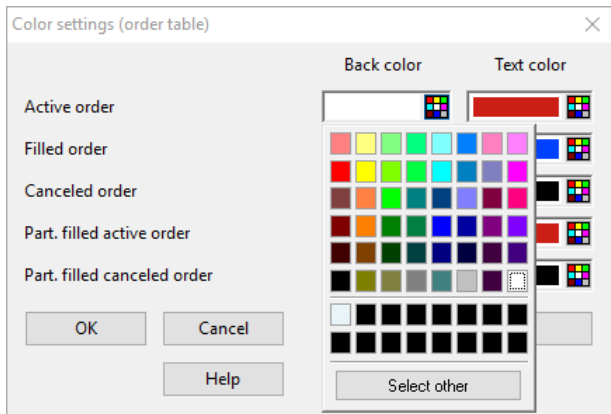 Color settings (order table)
Back color Text color
Active order
Filled order
Canceled order
Part. filled active order
Part. filled canceled order
OK Cancel
Help Select other